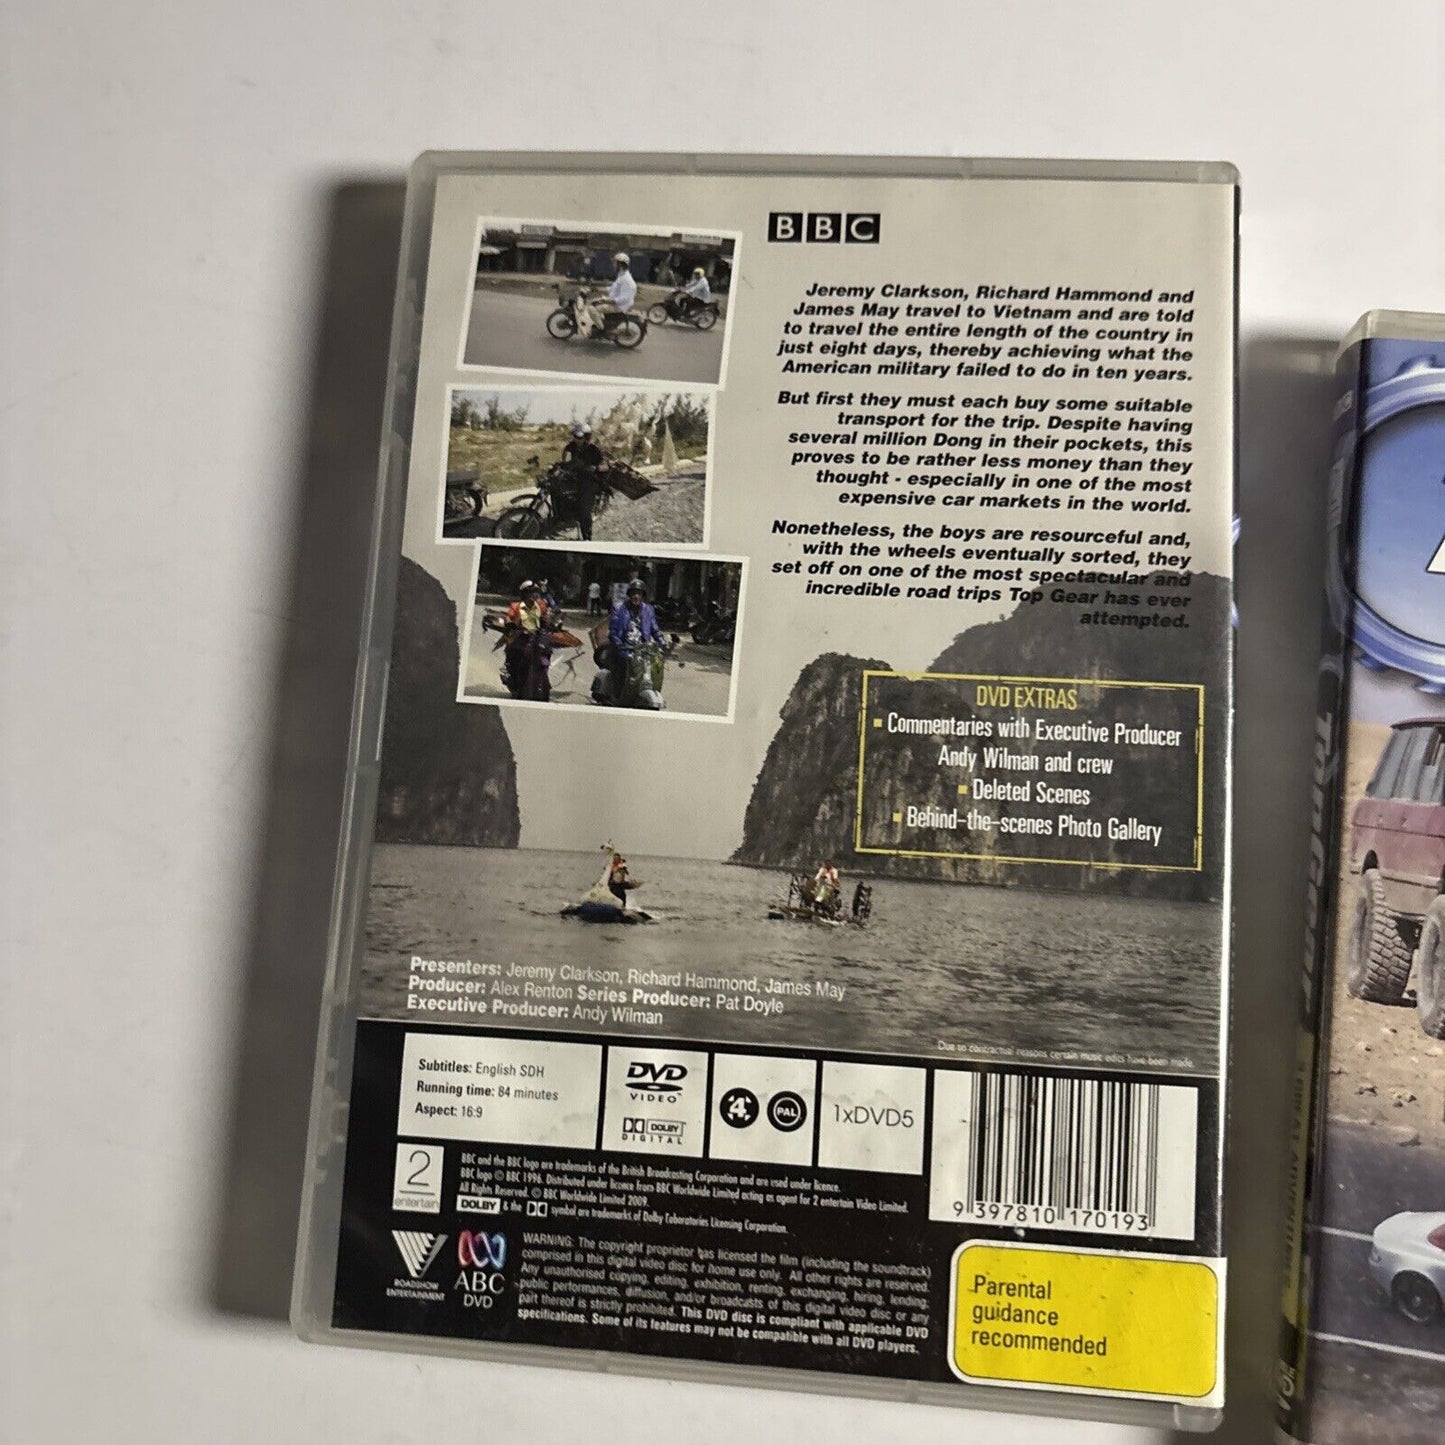 BBC
Jeremy Clarkson, Richard Hammond and
James May travel to Vietnam and are told
to travel the entire length of the country in
just eight days, thereby achieving what the
American military failed to do in ten years.
But first they must each buy some suitable
transport for the trip. Despite having
several million Dong in their pockets, this
proves to be rather less money than they
thought - especially in one of the most
expensive car markets in the world.
Nonetheless, the boys are resourceful and,
with the wheels eventually sorted, they
set off on one of the most spectacular and
incredible road trips Top Gear has ever
attempted.
DVD EXTRAS
▪ Commentaries with Executive Producer
Andy Wilman and crew
▪ Deleted Scenes
▪ Behind-the-scenes Photo Gallery
Presenters: Jeremy Clarkson, Richard Hammond, James May
Producer: Alex Renton Series Producer: Pat Doyle
Executive Producer: Andy Wilman
Due to contractual reasons certain music edits have been made.
Subtitles: English SDH
Running time: 84 minutes
Aspect: 16:9
DVD
VIDEO
DOLBY
DIGITAL
4
PAL
1xDVD5
2
entertain
BBC and the BBC logo are trademarks of the British Broadcasting Corporation and are used under licence.
BBC logo © BBC 1996. Distributed under licence from BBC Worldwide Limited acting as agent for 2 entertain Video Limited.
All Rights Reserved. © BBC Worldwide Limited 2009.
DOLBY & the DD symbol are trademarks of Dolby Laboratories Licensing Corporation.
9 397810 170193
ROADSHOW
ENTERTAINMENT
ABC
DVD
WARNING: The copyright proprietor has licensed the film (including the soundtrack)
comprised in this digital video disc for home use only. All other rights are reserved.
Any unauthorised copying, editing, exhibition, renting, exchanging, hiring, lending,
public performances, diffusion, and/or broadcasts of this digital video disc or any
part thereof is strictly prohibited. This DVD disc is compliant with applicable DVD
specifications. Some of its features may not be compatible with all DVD players.
Parental
guidance
recommended
TOP GEAR